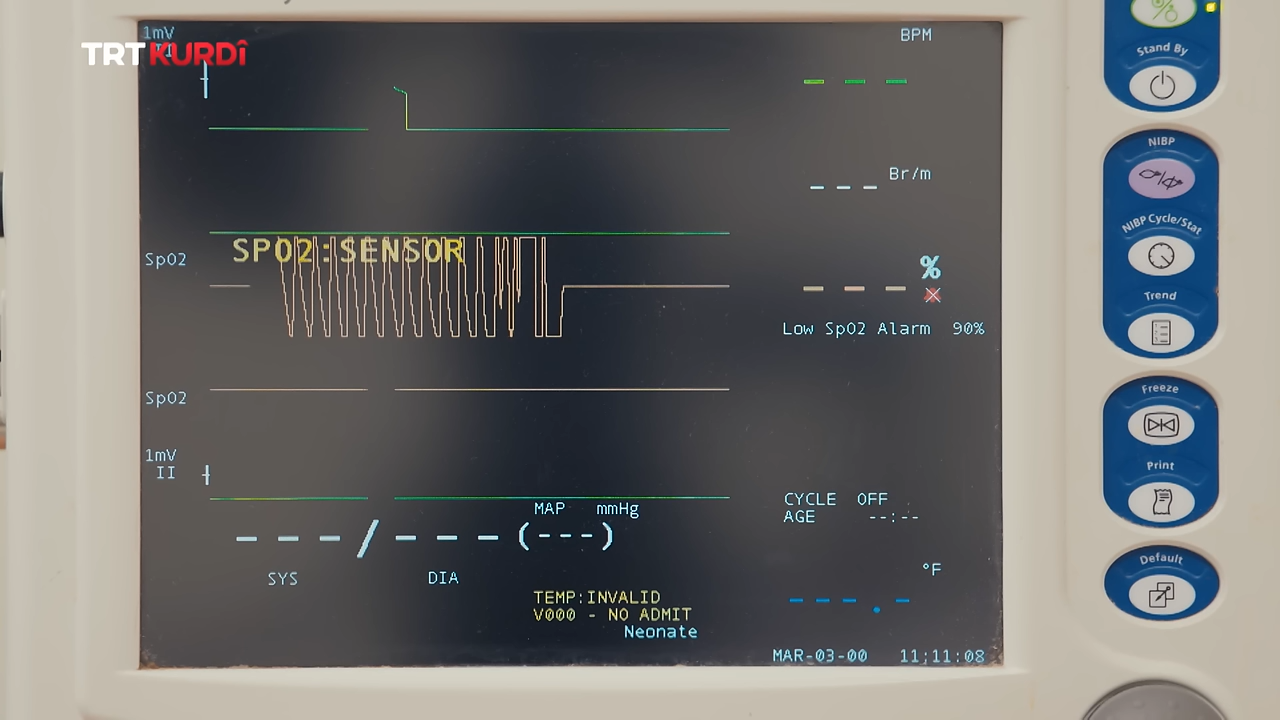 1mV
TRT KURDÎ
BPM
Stand By
NIBP
Br/m
NIBP Cycle/Stat
SPO2:SENSOR
SpO2
%
Trend
Low SpO2 Alarm 90%
Freeze
SpO2
1mV
II
Print
CYCLE OFF
AGE --:--
MAP mmHg
- - - / - - - (---)
SYS DIA
Default
°F
TEMP:INVALID
V000 - NO ADMIT
Neonate
MAR-03-00 11;11:08